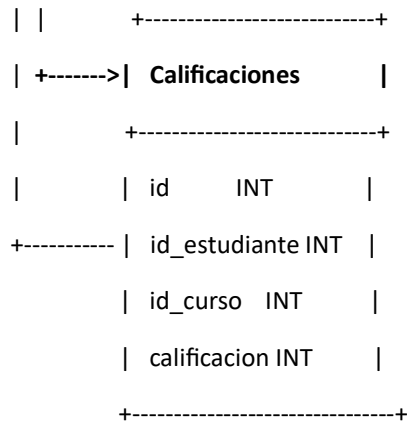 | |          +----------------------------+
| +------->|  Calificaciones          |
|            +----------------------------+
|            |  id          INT           |
+----------- |  id_estudiante INT  |
|  id_curso   INT         |
|  calificacion INT        |
+-------------------------------+